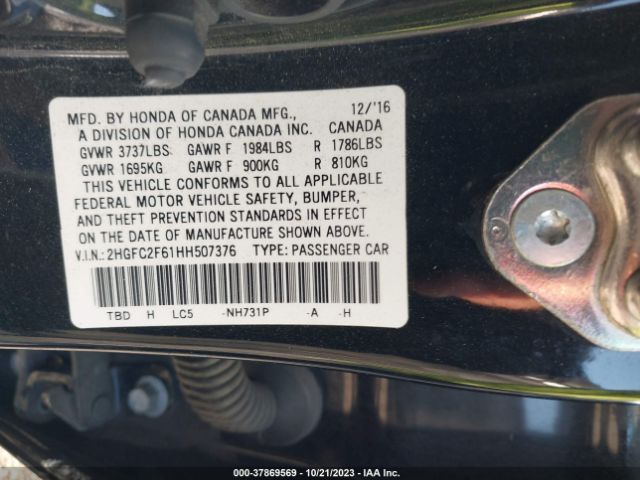 MFD. BY HONDA OF CANADA MFG., 12/'16
A DIVISION OF HONDA CANADA INC. CANADA
GVWR 3737LBS GAWR F 1984LBS R 1786LBS
GVWR 1695KG GAWR F 900KG R 810KG
THIS VEHICLE CONFORMS TO ALL APPLICABLE
FEDERAL MOTOR VEHICLE SAFETY, BUMPER,
AND THEFT PREVENTION STANDARDS IN EFFECT
ON THE DATE OF MANUFACTURE SHOWN ABOVE.
V.I.N.: 2HGFC2F61HH507376 TYPE: PASSENGER CAR
TBD H LC5 -NH731P -A -H
000-37869569 - 10/21/2023 - IAA Inc.